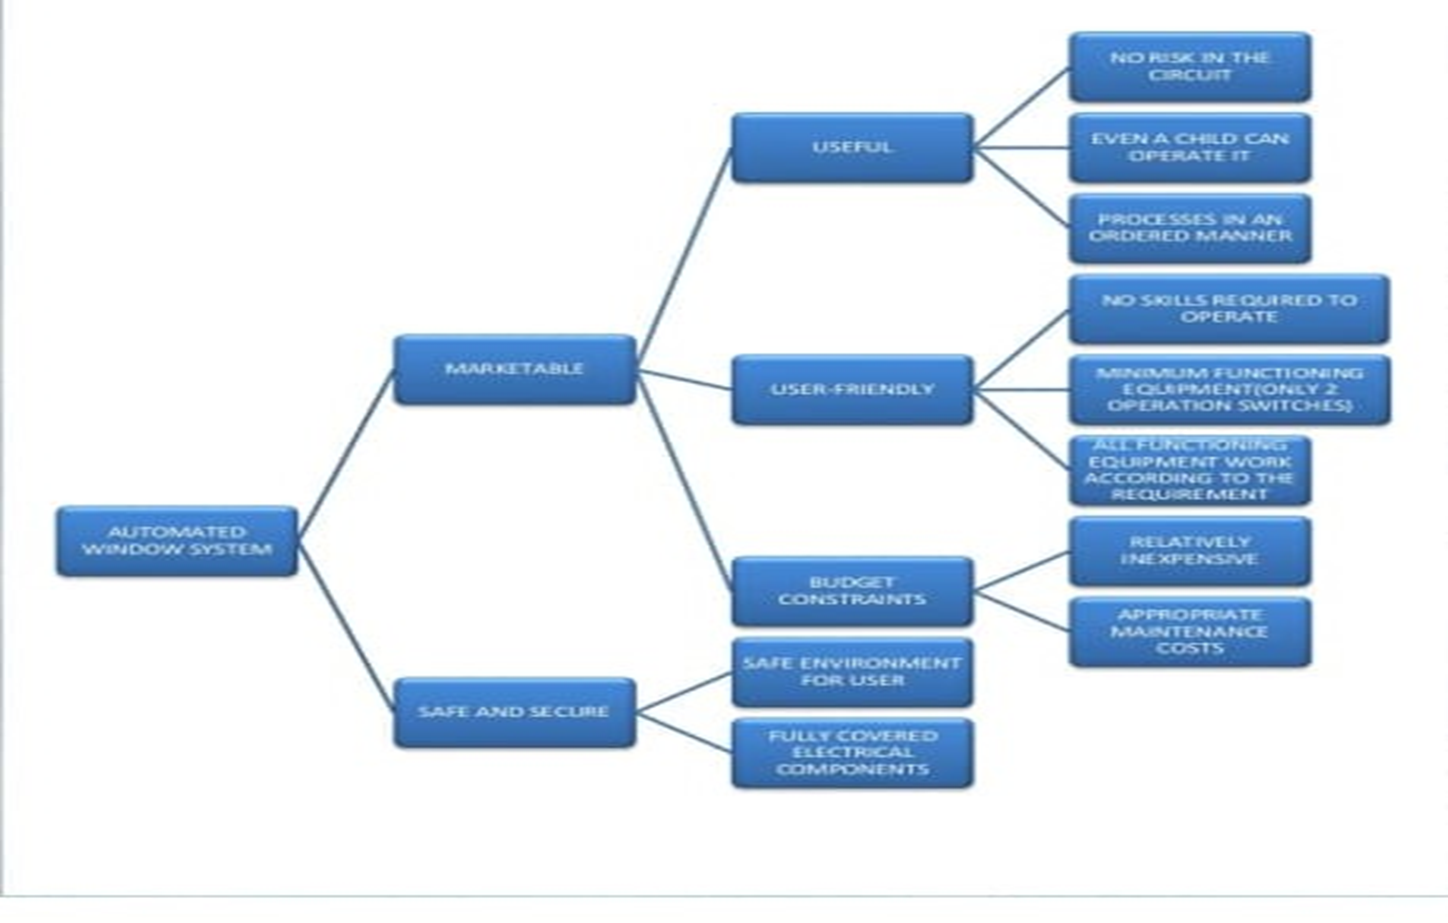 NO RISK IN THE
CIRCUIT
USEFUL
EVEN A CHILD CAN
OPERATE IT
PROCESSES IN AN
ORDERED MANNER
MARKETABLE
NO SKILLS REQUIRED TO
OPERATE
USER-FRIENDLY
MINIMUM FUNCTIONING
EQUIPMENT(ONLY 2
OPERATION SWITCHES)
ALL FUNCTIONING
EQUIPMENT WORK
ACCORDING TO THE
REQUIREMENT
AUTOMATED
WINDOW SYSTEM
BUDGET
CONSTRAINTS
RELATIVELY
INEXPENSIVE
APPROPRIATE
MAINTENANCE
COSTS
SAFE AND SECURE
SAFE ENVIRONMENT
FOR USER
FULLY COVERED
ELECTRICAL
COMPONENTS